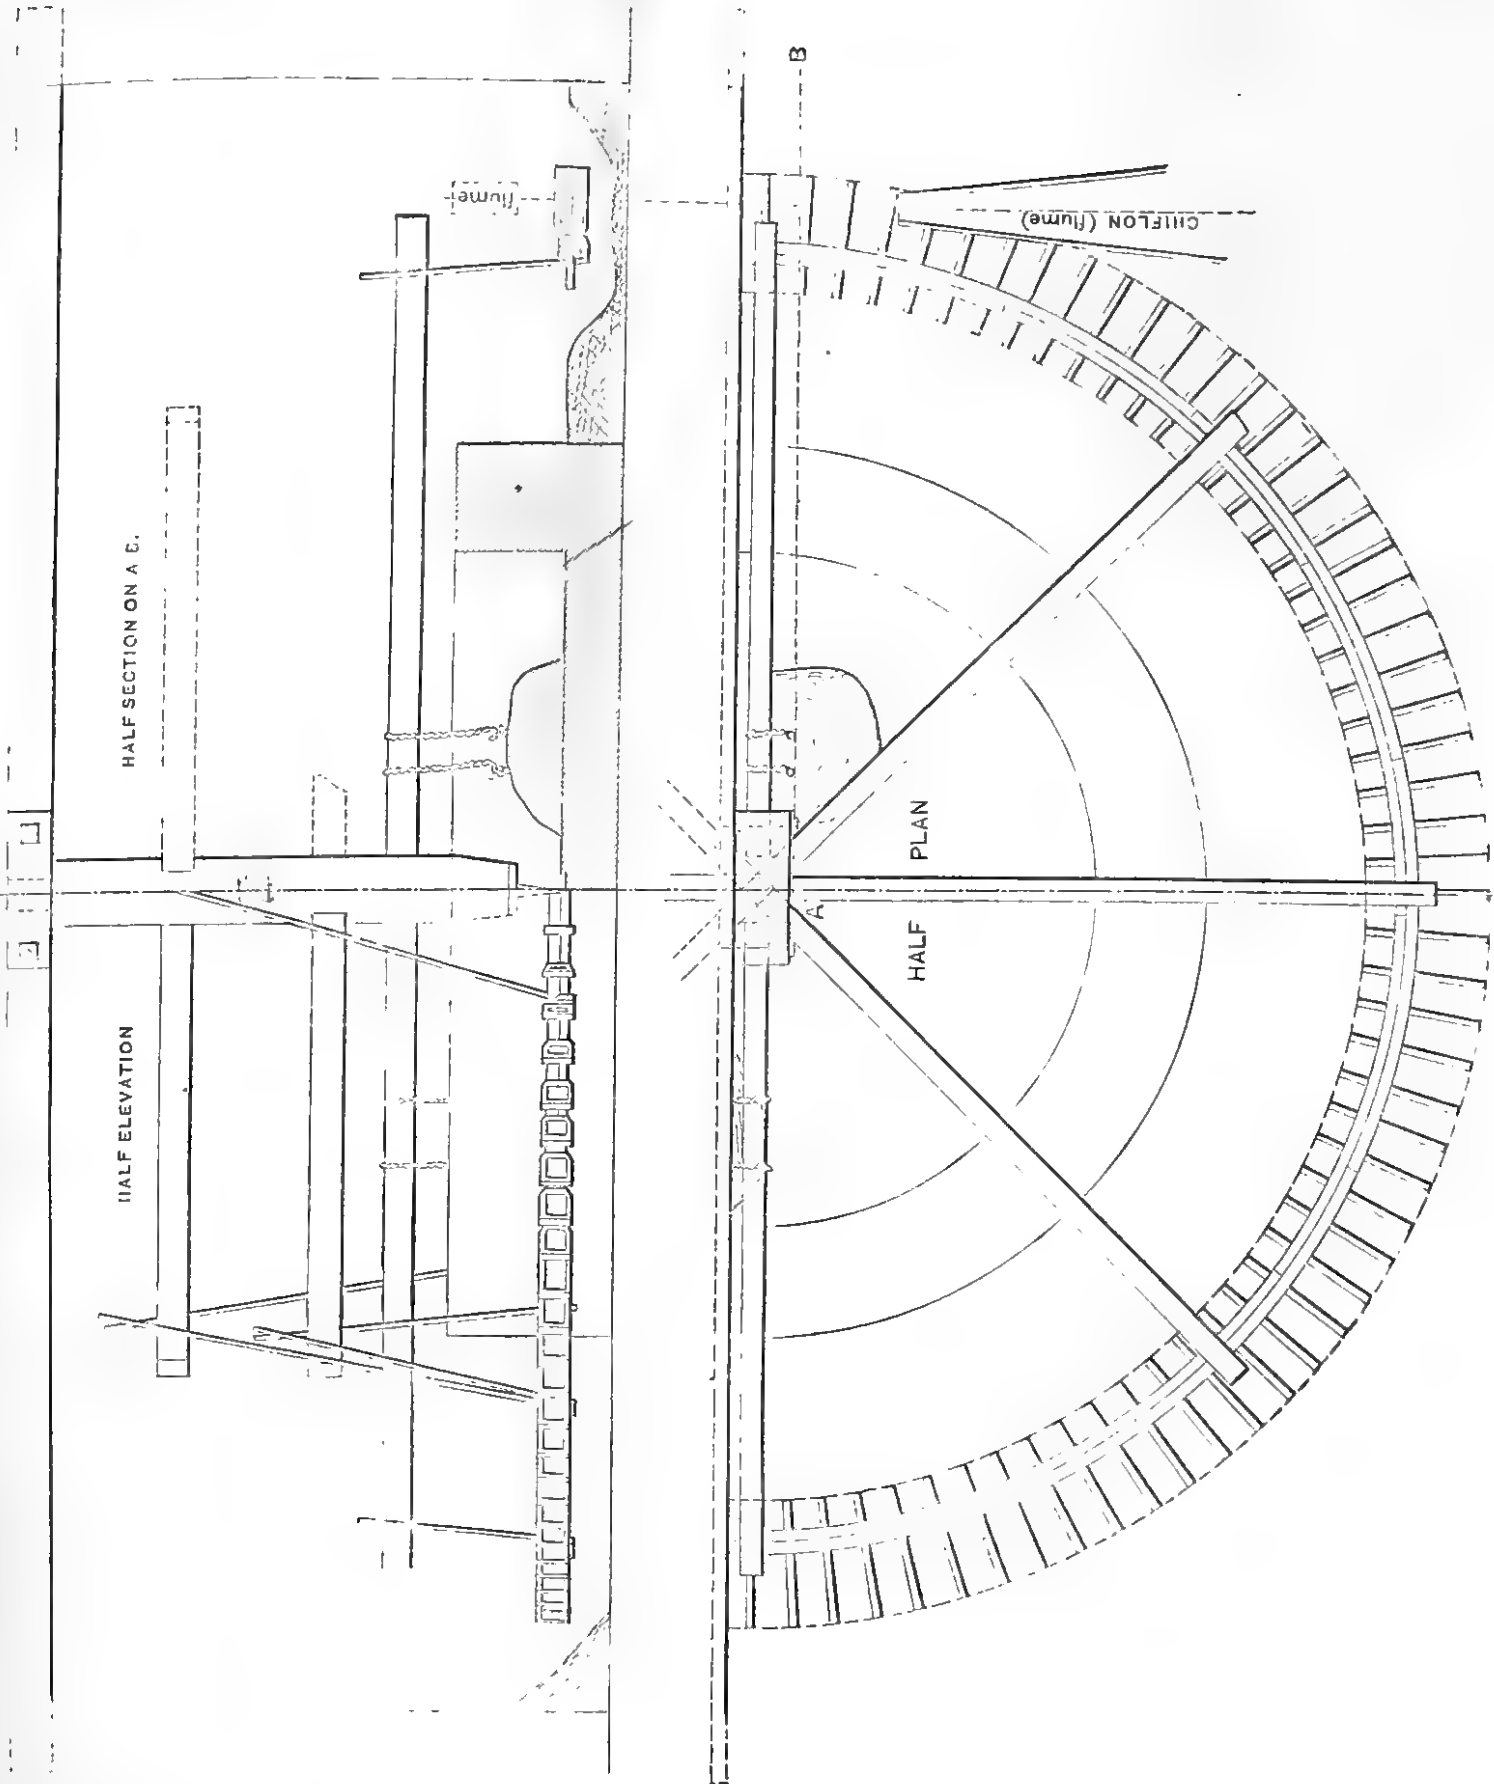 HALF ELEVATION
HALF SECTION ON A B.
flume
B
CHIFLON (flume)
A
HALF PLAN